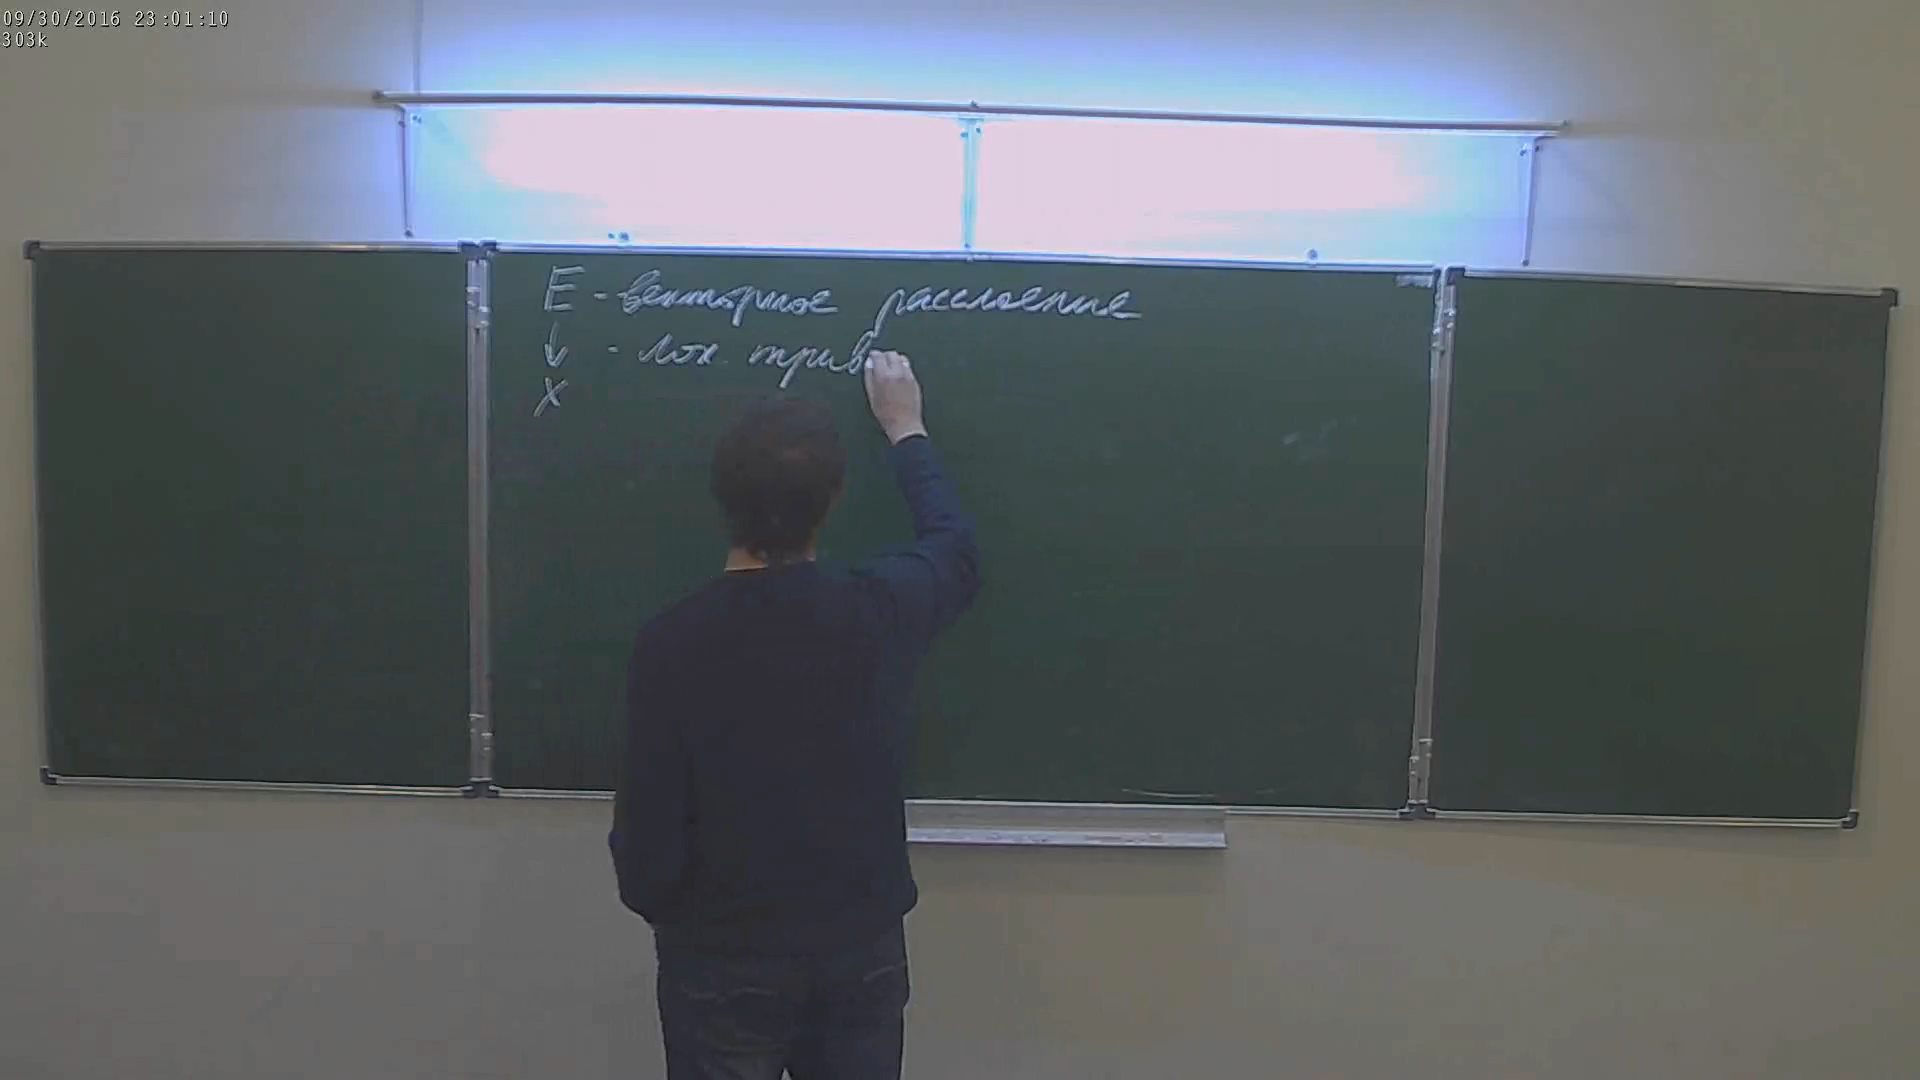 09/30/2016 23:01:10
303k
E - векторное расслоение
↓ - лок. трив
X